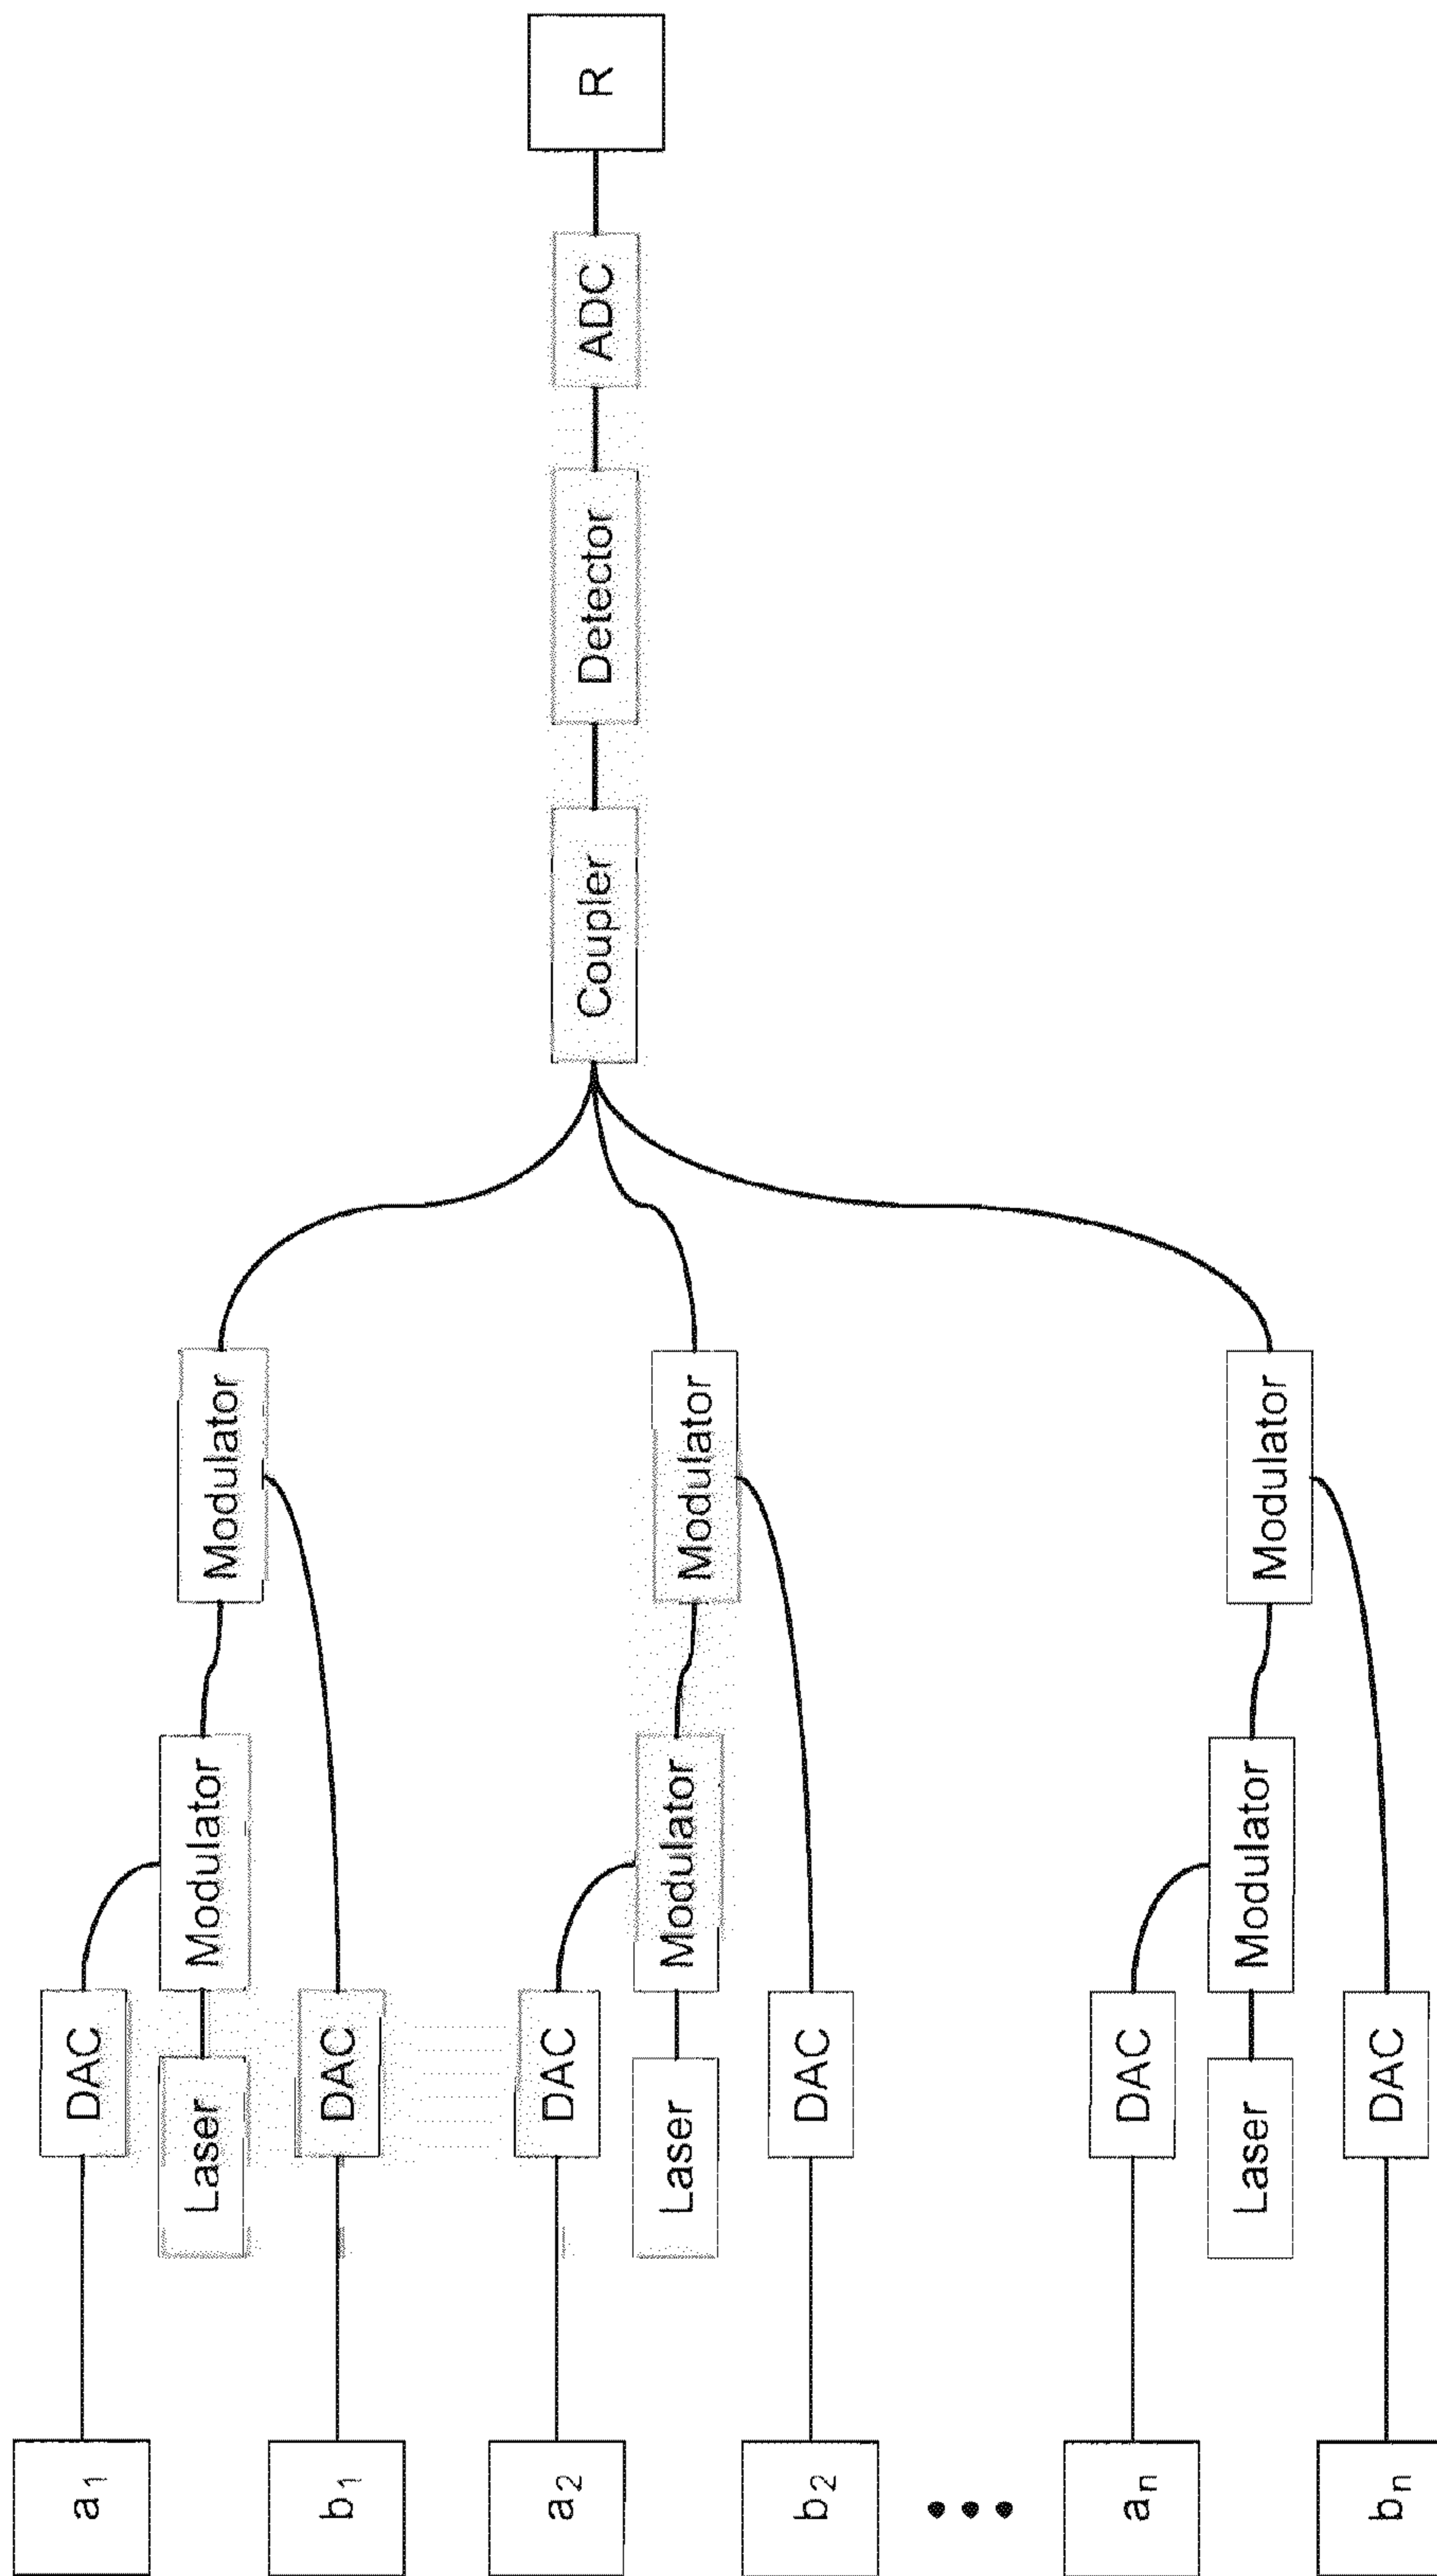 a₁
DAC
Laser
Modulator
Modulator
b₁
DAC
a₂
DAC
Laser
Modulator
Modulator
b₂
DAC
aₙ
DAC
Laser
Modulator
Modulator
bₙ
DAC
Coupler
Detector
ADC
R